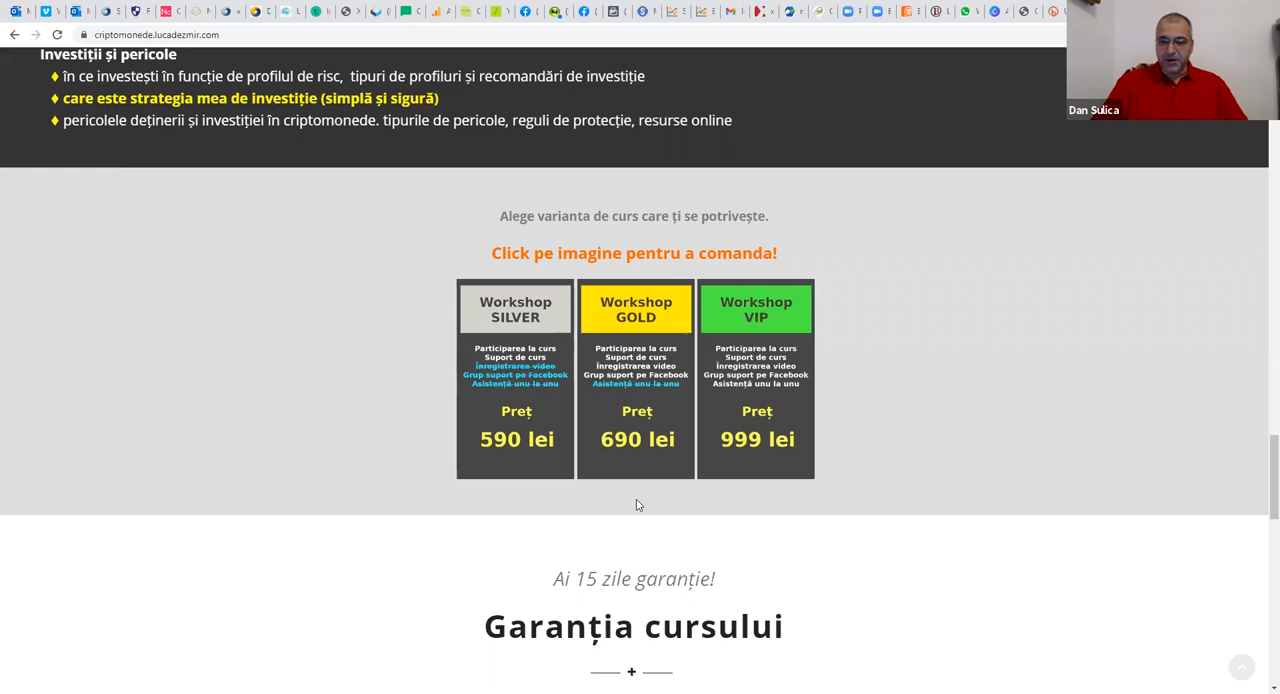 criptomonede.lucadezmir.com
Investiții și pericole
în ce investești în funcție de profilul de risc, tipuri de profiluri și recomandări de investiție
care este strategia mea de investiție (simplă și sigură)
pericolele deținerii și investiției în criptomonede. tipurile de pericole, reguli de protecție, resurse online
Dan Sulica
Alege varianta de curs care ți se potrivește.
Click pe imagine pentru a comanda!
Workshop
SILVER
Participarea la curs
Suport de curs
Înregistrarea video
Grup suport pe Facebook
Asistență unu la unu
Preț
590 lei
Workshop
GOLD
Participarea la curs
Suport de curs
Înregistrarea video
Grup suport pe Facebook
Asistență unu la unu
Preț
690 lei
Workshop
VIP
Participarea la curs
Suport de curs
Înregistrarea video
Grup suport pe Facebook
Asistență unu la unu
Preț
999 lei
Ai 15 zile garanție!
Garanția cursului